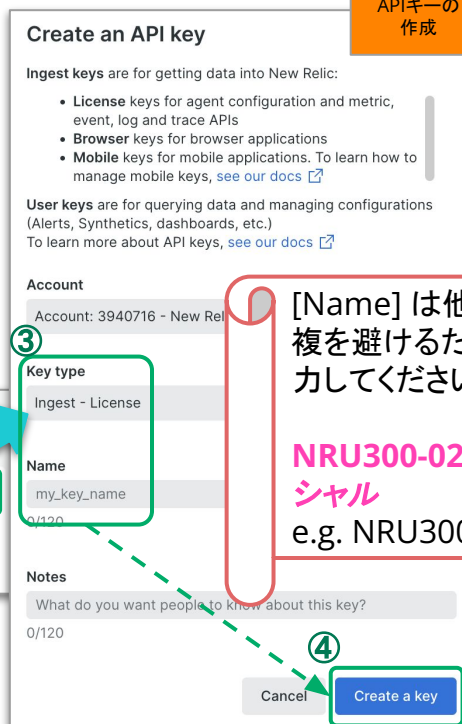 APIキーの
作成
Create an API key
Ingest keys are for getting data into New Relic:
• License keys for agent configuration and metric,
event, log and trace APIs
• Browser keys for browser applications
• Mobile keys for mobile applications. To learn how to
manage mobile keys, see our docs
User keys are for querying data and managing configurations
(Alerts, Synthetics, dashboards, etc.)
To learn more about API keys, see our docs
Account
Account: 3940716 - New Rel
③
Key type
Ingest - License
Name
my_key_name
0/120
[Name] は他
複を避けるた
力してください
NRU300-02
シャル
e.g. NRU300
Notes
What do you want people to know about this key?
0/120
④
Cancel
Create a key